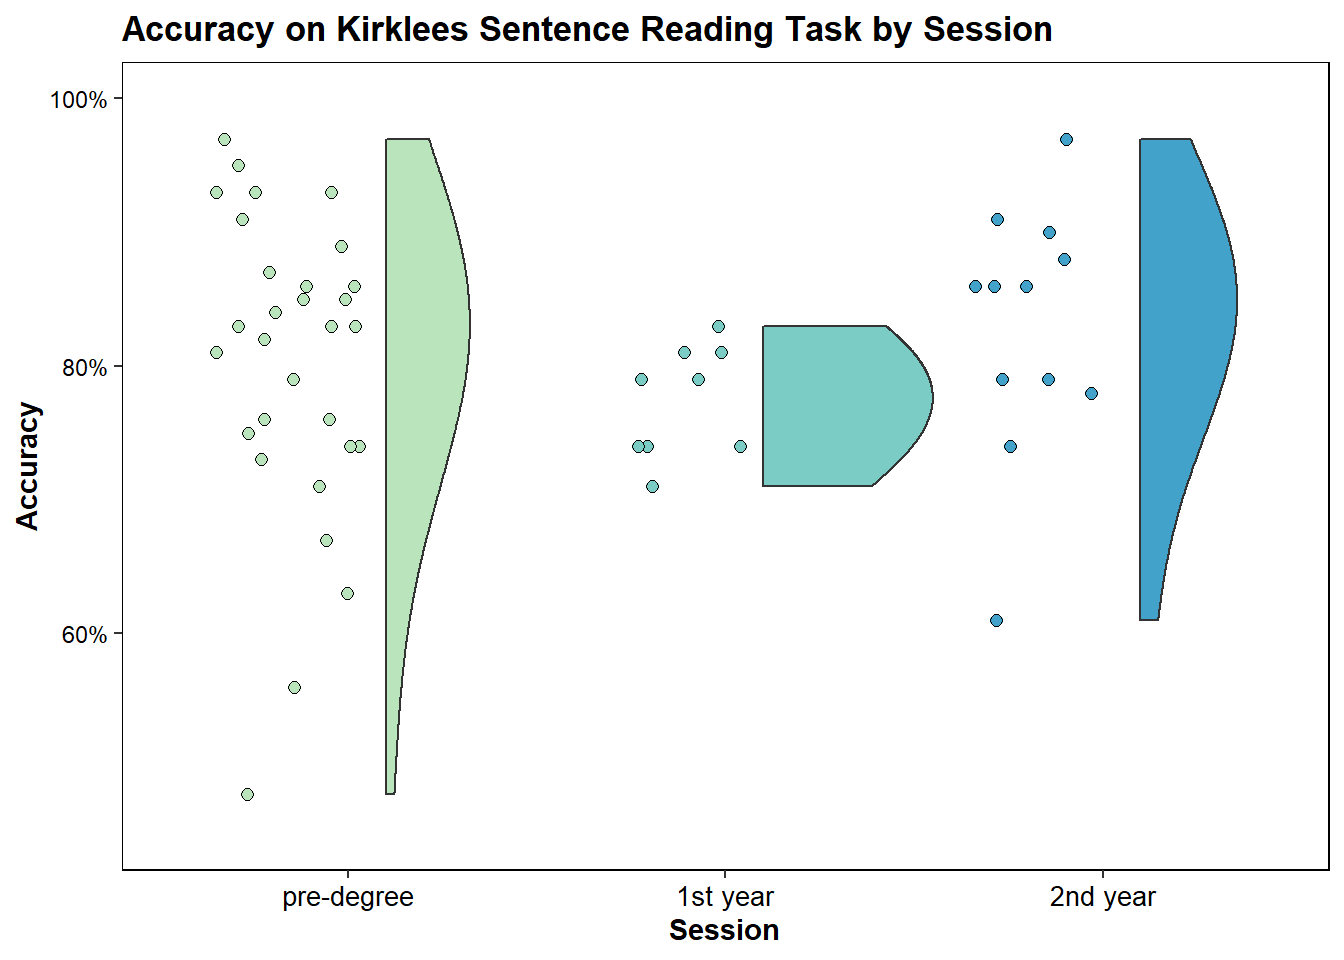 Accuracy on Kirklees Sentence Reading Task by Session
100%
80%
60%
Accuracy
pre-degree
1st year
2nd year
Session